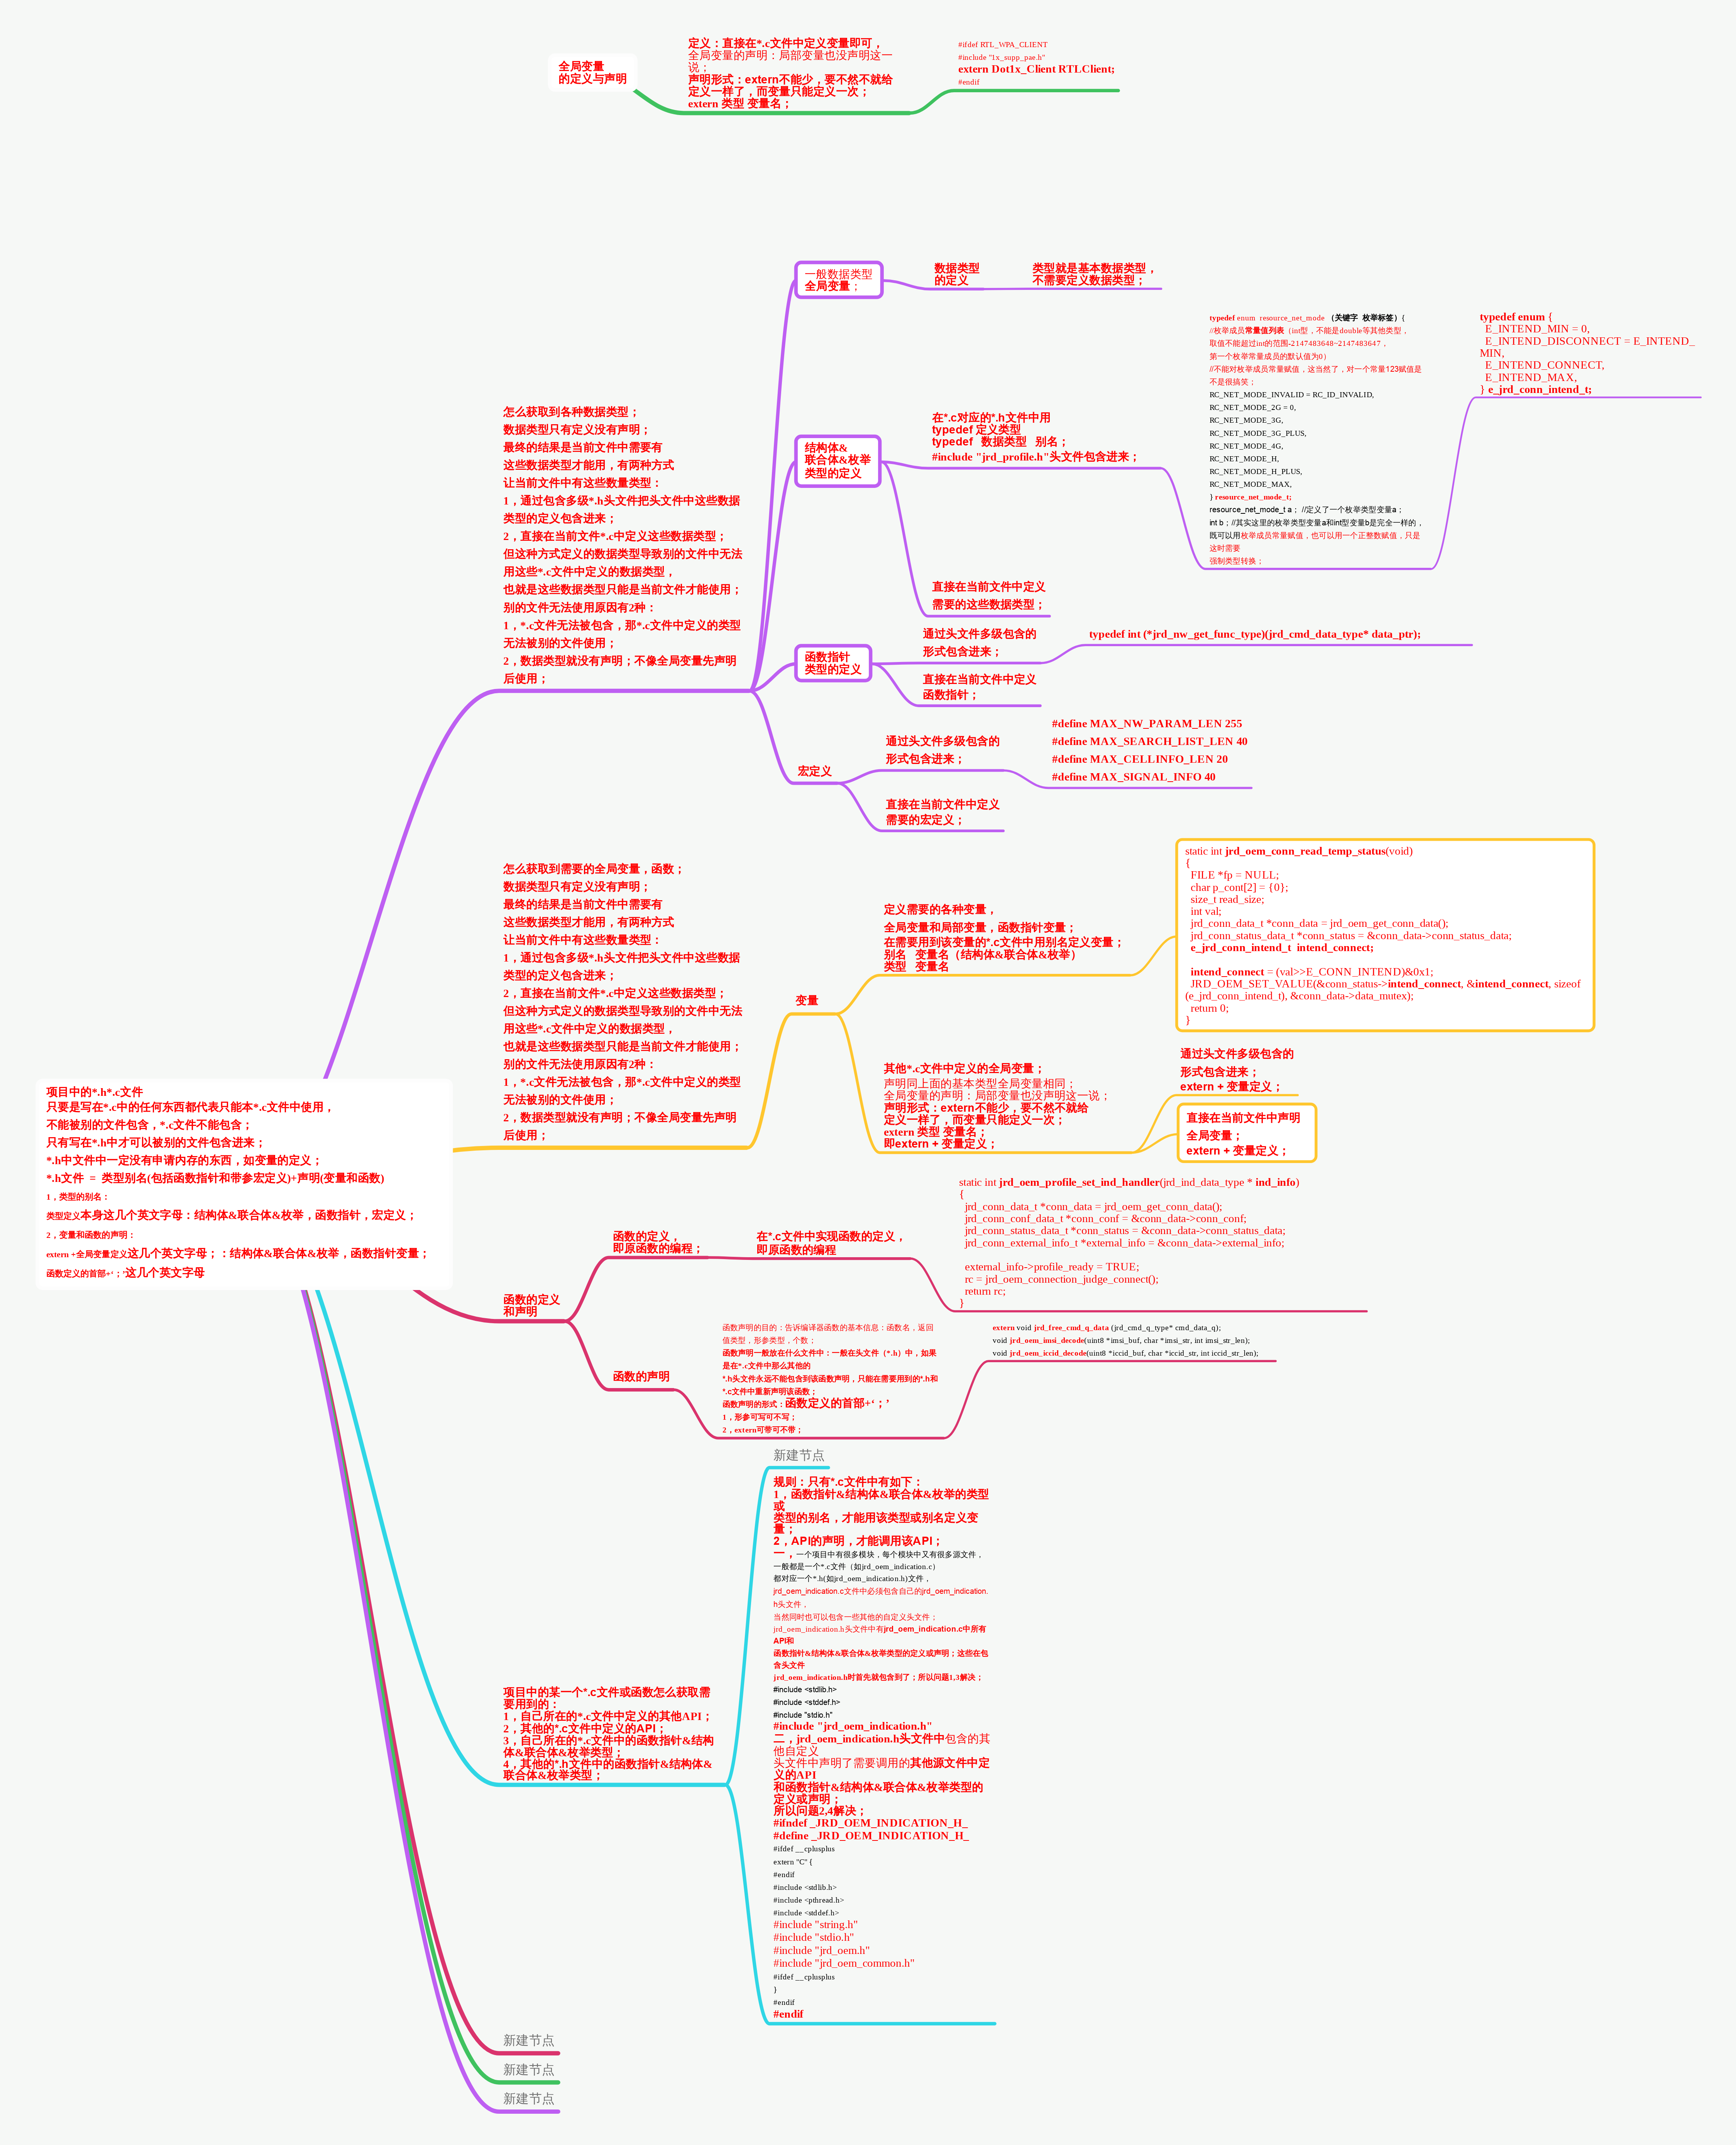 全局变量
的定义与声明
定义：直接在*.c文件中定义变量即可，
全局变量的声明：局部变量也没声明这一
说；
声明形式：extern不能少，要不然不就给
定义一样了，而变量只能定义一次；
extern 类型 变量名；
#ifdef RTL_WPA_CLIENT
#include "1x_supp_pae.h"
extern Dot1x_Client RTLClient;
#endif
项目中的*.h*.c文件
只要是写在*.c中的任何东西都代表只能本*.c文件中使用，
不能被别的文件包含，*.c文件不能包含；
只有写在*.h中才可以被别的文件包含进来；
*.h中文件中一定没有申请内存的东西，如变量的定义；
*.h文件 = 类型别名(包括函数指针和带参宏定义)+声明(变量和函数)
1，类型的别名：
类型定义本身这几个英文字母：结构体&联合体&枚举，函数指针，宏定义；
2，变量和函数的声明：
extern +全局变量定义这几个英文字母；：结构体&联合体&枚举，函数指针变量；
函数定义的首部+‘；’这几个英文字母
怎么获取到各种数据类型；
数据类型只有定义没有声明；
最终的结果是当前文件中需要有
这些数据类型才能用，有两种方式
让当前文件中有这些数量类型：
1，通过包含多级*.h头文件把头文件中这些数据
类型的定义包含进来；
2，直接在当前文件*.c中定义这些数据类型；
但这种方式定义的数据类型导致别的文件中无法
用这些*.c文件中定义的数据类型，
也就是这些数据类型只能是当前文件才能使用；
别的文件无法使用原因有2种：
1，*.c文件无法被包含，那*.c文件中定义的类型
无法被别的文件使用；
2，数据类型就没有声明；不像全局变量先声明
后使用；
一般数据类型
全局变量；
数据类型
的定义
类型就是基本数据类型，
不需要定义数据类型；
结构体&
联合体&枚举
类型的定义
在*.c对应的*.h文件中用
typedef 定义类型
typedef 数据类型 别名；
#include "jrd_profile.h"头文件包含进来；
typedef enum resource_net_mode （关键字 枚举标签）{
//枚举成员常量值列表（int型，不能是double等其他类型，
取值不能超过int的范围-2147483648~2147483647，
第一个枚举常量成员的默认值为0）
//不能对枚举成员常量赋值，这当然了，对一个常量123赋值是
不是很搞笑；
RC_NET_MODE_INVALID = RC_ID_INVALID,
RC_NET_MODE_2G = 0,
RC_NET_MODE_3G,
RC_NET_MODE_3G_PLUS,
RC_NET_MODE_4G,
RC_NET_MODE_H,
RC_NET_MODE_H_PLUS,
RC_NET_MODE_MAX,
} resource_net_mode_t;
resource_net_mode_t a； //定义了一个枚举类型变量a；
int b；//其实这里的枚举类型变量a和int型变量b是完全一样的，
既可以用枚举成员常量赋值，也可以用一个正整数赋值，只是
这时需要
强制类型转换；
typedef enum {
E_INTEND_MIN = 0,
E_INTEND_DISCONNECT = E_INTEND_
MIN,
E_INTEND_CONNECT,
E_INTEND_MAX,
} e_jrd_conn_intend_t;
直接在当前文件中定义
需要的这些数据类型；
函数指针
类型的定义
通过头文件多级包含的
形式包含进来；
typedef int (*jrd_nw_get_func_type)(jrd_cmd_data_type* data_ptr);
直接在当前文件中定义
函数指针；
宏定义
通过头文件多级包含的
形式包含进来；
#define MAX_NW_PARAM_LEN 255
#define MAX_SEARCH_LIST_LEN 40
#define MAX_CELLINFO_LEN 20
#define MAX_SIGNAL_INFO 40
直接在当前文件中定义
需要的宏定义；
怎么获取到需要的全局变量，函数；
数据类型只有定义没有声明；
最终的结果是当前文件中需要有
这些数据类型才能用，有两种方式
让当前文件中有这些数量类型：
1，通过包含多级*.h头文件把头文件中这些数据
类型的定义包含进来；
2，直接在当前文件*.c中定义这些数据类型；
但这种方式定义的数据类型导致别的文件中无法
用这些*.c文件中定义的数据类型，
也就是这些数据类型只能是当前文件才能使用；
别的文件无法使用原因有2种：
1，*.c文件无法被包含，那*.c文件中定义的类型
无法被别的文件使用；
2，数据类型就没有声明；不像全局变量先声明
后使用；
变量
定义需要的各种变量，
全局变量和局部变量，函数指针变量；
在需要用到该变量的*.c文件中用别名定义变量；
别名 变量名（结构体&联合体&枚举）
类型 变量名
static int jrd_oem_conn_read_temp_status(void)
{
FILE *fp = NULL;
char p_cont[2] = {0};
size_t read_size;
int val;
jrd_conn_data_t *conn_data = jrd_oem_get_conn_data();
jrd_conn_status_data_t *conn_status = &conn_data->conn_status_data;
e_jrd_conn_intend_t intend_connect;
intend_connect = (val>>E_CONN_INTEND)&0x1;
JRD_OEM_SET_VALUE(&conn_status->intend_connect, &intend_connect, sizeof
(e_jrd_conn_intend_t), &conn_data->data_mutex);
return 0;
}
其他*.c文件中定义的全局变量；
声明同上面的基本类型全局变量相同；
全局变量的声明：局部变量也没声明这一说；
声明形式：extern不能少，要不然不就给
定义一样了，而变量只能定义一次；
extern 类型 变量名；
即extern + 变量定义；
通过头文件多级包含的
形式包含进来；
extern + 变量定义；
直接在当前文件中声明
全局变量；
extern + 变量定义；
函数的定义
和声明
函数的定义，
即原函数的编程；
在*.c文件中实现函数的定义，
即原函数的编程
static int jrd_oem_profile_set_ind_handler(jrd_ind_data_type * ind_info)
{
jrd_conn_data_t *conn_data = jrd_oem_get_conn_data();
jrd_conn_conf_data_t *conn_conf = &conn_data->conn_conf;
jrd_conn_status_data_t *conn_status = &conn_data->conn_status_data;
jrd_conn_external_info_t *external_info = &conn_data->external_info;
external_info->profile_ready = TRUE;
rc = jrd_oem_connection_judge_connect();
return rc;
}
函数的声明
函数声明的目的：告诉编译器函数的基本信息：函数名，返回
值类型，形参类型，个数；
函数声明一般放在什么文件中：一般在头文件（*.h）中，如果
是在*.c文件中那么其他的
*.h头文件永远不能包含到该函数声明，只能在需要用到的*.h和
*.c文件中重新声明该函数；
函数声明的形式：函数定义的首部+‘；’
1，形参可写可不写；
2，extern可带可不带；
extern void jrd_free_cmd_q_data (jrd_cmd_q_type* cmd_data_q);
void jrd_oem_imsi_decode(uint8 *imsi_buf, char *imsi_str, int imsi_str_len);
void jrd_oem_iccid_decode(uint8 *iccid_buf, char *iccid_str, int iccid_str_len);
项目中的某一个*.c文件或函数怎么获取需
要用到的：
1，自己所在的*.c文件中定义的其他API；
2，其他的*.c文件中定义的API；
3，自己所在的*.c文件中的函数指针&结构
体&联合体&枚举类型；
4，其他的*.h文件中的函数指针&结构体&
联合体&枚举类型；
新建节点
规则：只有*.c文件中有如下：
1，函数指针&结构体&联合体&枚举的类型
或
类型的别名，才能用该类型或别名定义变
量；
2，API的声明，才能调用该API；
一，一个项目中有很多模块，每个模块中又有很多源文件，
一般都是一个*.c文件（如jrd_oem_indication.c）
都对应一个*.h(如jrd_oem_indication.h)文件，
jrd_oem_indication.c文件中必须包含自己的jrd_oem_indication.
h头文件，
当然同时也可以包含一些其他的自定义头文件；
jrd_oem_indication.h头文件中有jrd_oem_indication.c中所有
API和
函数指针&结构体&联合体&枚举类型的定义或声明；这些在包
含头文件
jrd_oem_indication.h时首先就包含到了；所以问题1,3解决；
#include <stdlib.h>
#include <stddef.h>
#include "stdio.h"
#include "jrd_oem_indication.h"
二，jrd_oem_indication.h头文件中包含的其
他自定义
头文件中声明了需要调用的其他源文件中定
义的API
和函数指针&结构体&联合体&枚举类型的
定义或声明；
所以问题2,4解决；
#ifndef _JRD_OEM_INDICATION_H_
#define _JRD_OEM_INDICATION_H_
#ifdef __cplusplus
extern "C" {
#endif
#include <stdlib.h>
#include <pthread.h>
#include <stddef.h>
#include "string.h"
#include "stdio.h"
#include "jrd_oem.h"
#include "jrd_oem_common.h"
#ifdef __cplusplus
}
#endif
#endif
新建节点
新建节点
新建节点